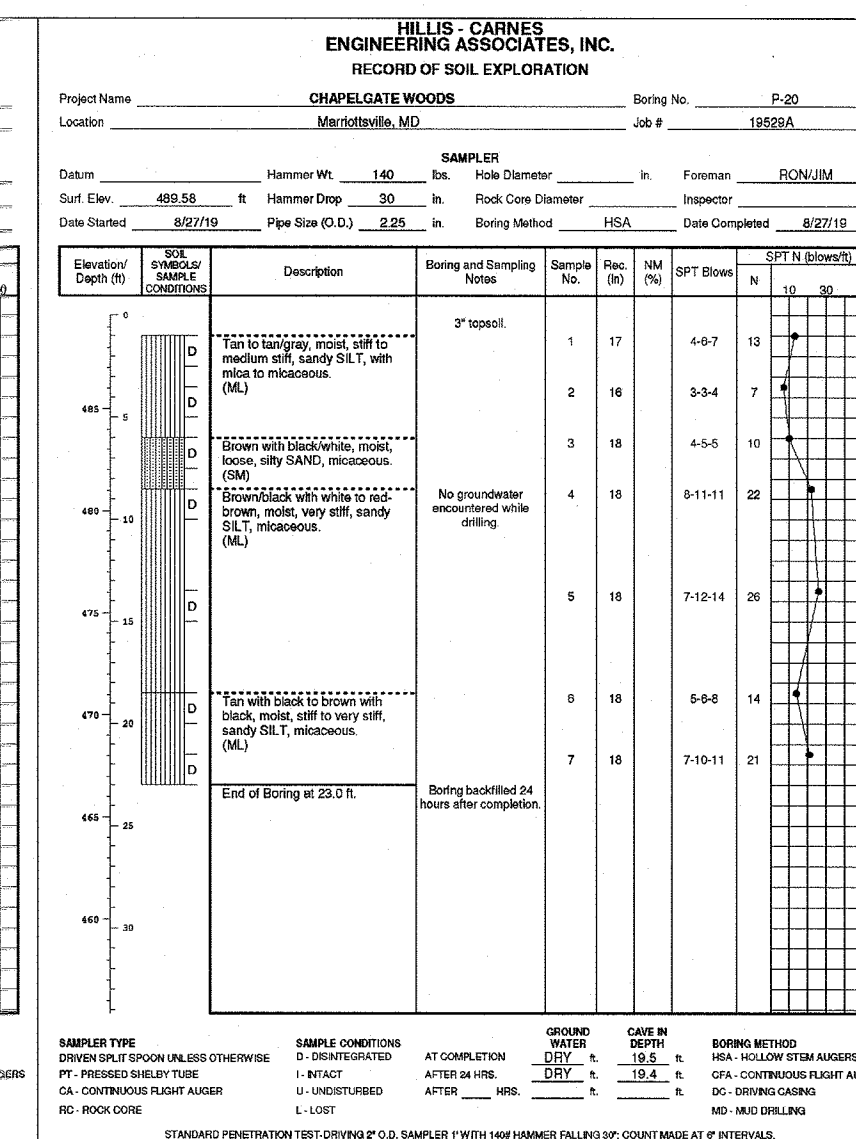 HILLIS - CARNES
ENGINEERING ASSOCIATES, INC.
RECORD OF SOIL EXPLORATION
Project Name CHAPELGATE WOODS Boring No. P-20
Location Marriottsville, MD Job # 19529A
SAMPLER
Datum Hammer Wt. 140 lbs. Hole Diameter in. Foreman RON/JIM
Surf. Elev. 489.58 ft Hammer Drop 30 in. Rock Core Diameter Inspector
Date Started 8/27/19 Pipe Size (O.D.) 2.25 in. Boring Method HSA Date Completed 8/27/19
Elevation/ Depth (ft) SOIL SYMBOLS/ SAMPLE CONDITIONS Description Boring and Sampling Notes Sample No. Rec. (in) NM (%) SPT Blows SPT N (blows/ft)
N 10 30
0
3" topsoil.
D Tan to tan/gray, moist, stiff to 1 17 4-6-7 13
medium stiff, sandy SILT, with
mica to micaceous.
(ML)
D 2 16 3-3-4 7
485
5
D Brown with black/white, moist, 3 18 4-5-5 10
loose, silty SAND, micaceous.
(SM)
D Brown/black with white to red- No groundwater 4 18 8-11-11 22
480 brown, moist, very stiff, sandy encountered while
10 SILT, micaceous. drilling.
(ML)
D 5 18 7-12-14 26
475
15
D Tan with black to brown with 6 18 5-6-8 14
470 black, moist, stiff to very stiff,
20 sandy SILT, micaceous.
(ML)
D 7 18 7-10-11 21
End of Boring at 23.0 ft. Boring backfilled 24
hours after completion.
465
25
460
30
GROUND WATER CAVE IN DEPTH
SAMPLER TYPE SAMPLE CONDITIONS BORING METHOD
DRIVEN SPLIT SPOON UNLESS OTHERWISE D - DISINTEGRATED AT COMPLETION DRY ft. 19.5 ft. HSA - HOLLOW STEM AUGERS
GERS PT - PRESSED SHELBY TUBE I - INTACT AFTER 24 HRS. DRY ft. 19.4 ft. CFA - CONTINUOUS FLIGHT AU
CA - CONTINUOUS FLIGHT AUGER U - UNDISTURBED AFTER HRS. ft. ft. DC - DRIVING CASING
RC - ROCK CORE L - LOST MD - MUD DRILLING
STANDARD PENETRATION TEST-DRIVING 2" O.D. SAMPLER 1' WITH 140# HAMMER FALLING 30"; COUNT MADE AT 6" INTERVALS.